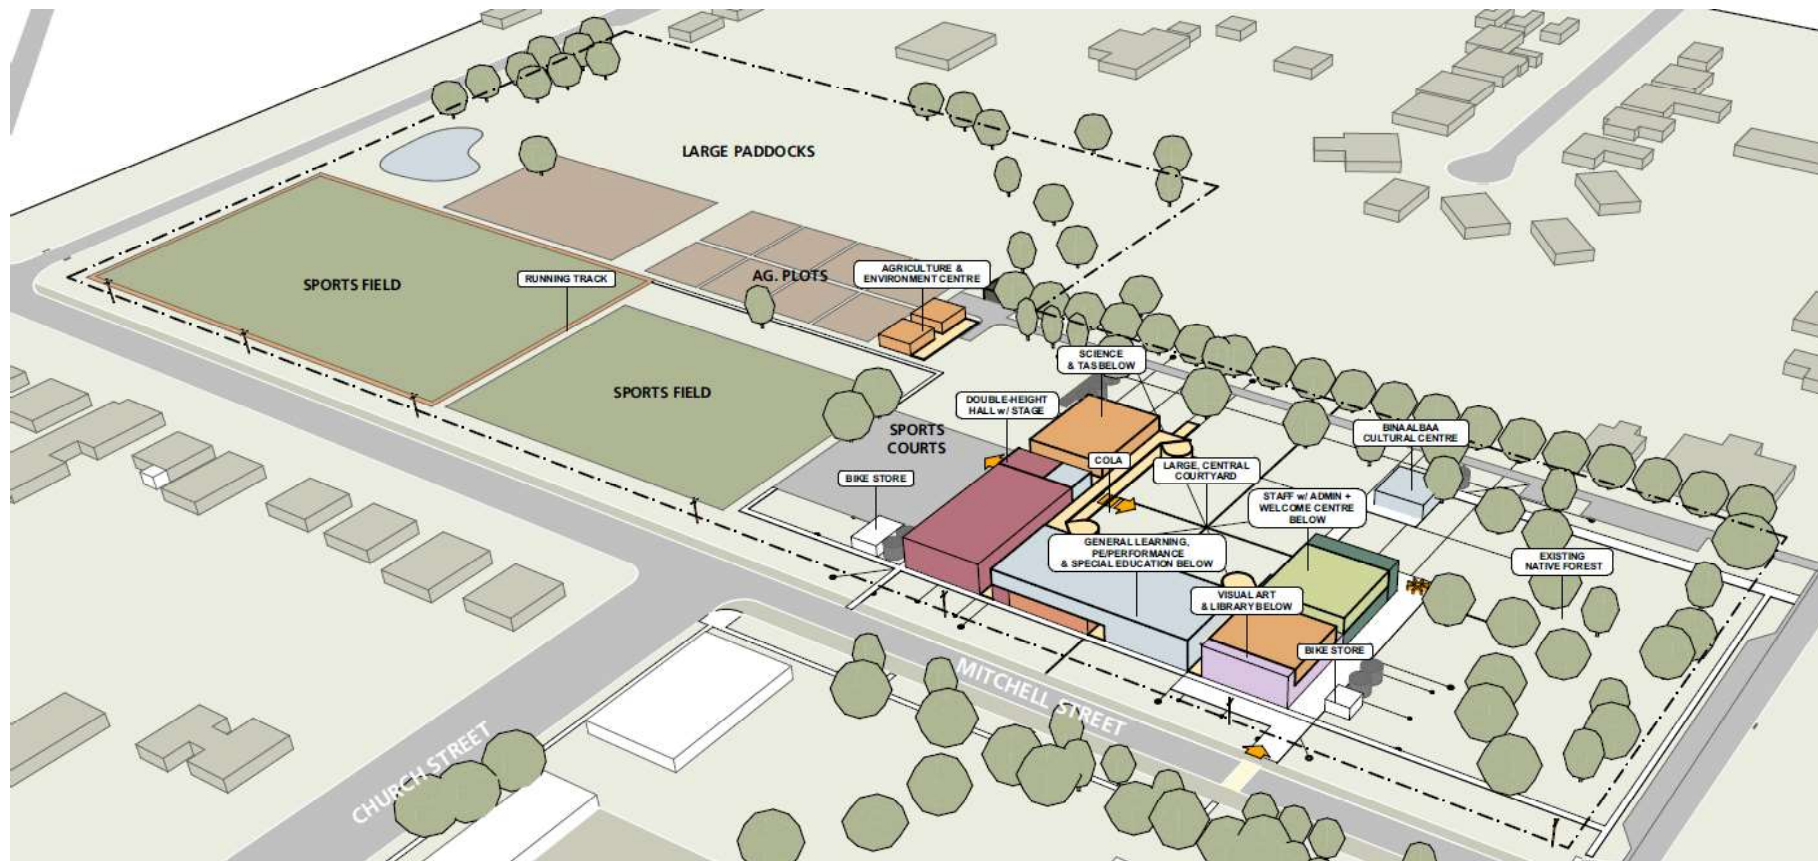 LARGE PADDOCKS
SPORTS FIELD
RUNNING TRACK
AG. PLOTS
AGRICULTURE &
ENVIRONMENT CENTRE
SPORTS FIELD
SCIENCE
& TAS BELOW
DOUBLE-HEIGHT
HALL w/ STAGE
SPORTS
COURTS
BINAALBAA
CULTURAL CENTRE
COLA
LARGE, CENTRAL
COURTYARD
BIKE STORE
STAFF w/ ADMIN +
WELCOME CENTRE
BELOW
GENERAL LEARNING,
PE/PERFORMANCE
& SPECIAL EDUCATION BELOW
EXISTING
NATIVE FOREST
VISUAL ART
& LIBRARY BELOW
BIKE STORE
MITCHELL STREET
CHURCH STREET